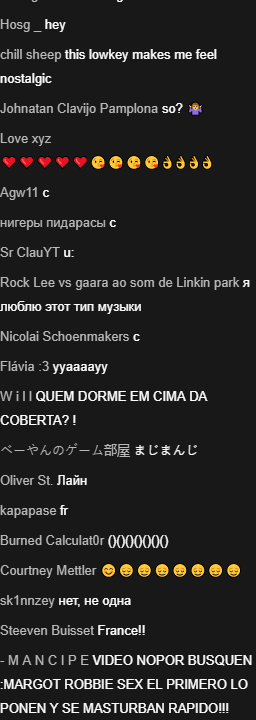 Hosg _ hey
chill sheep this lowkey makes me feel
nostalgic
Johnatan Clavijo Pamplona so? 🤷‍♀️
Love xyz
❤❤❤❤❤😘😘😘😘👌👌👌👌
Agw11 c
нигеры пидарасы с
Sr ClauYT u:
Rock Lee vs gaara ao som de Linkin park я
люблю этот тип музыки
Nicolai Schoenmakers c
Flávia :3 yyaaaayy
W i l l QUEM DORME EM CIMA DA
COBERTA? !
べーやんのゲーム部屋 まじまんじ
Oliver St. Лайн
kapapase fr
Burned Calculat0r ()()()()()()()
Courtney Mettler 😊😔😔😔😔😔😔😔
sk1nnzey нет, не одна
Steeven Buisset France!!
- M A N C I P E VIDEO NOPOR BUSQUEN
:MARGOT ROBBIE SEX EL PRIMERO LO
PONEN Y SE MASTURBAN RAPIDO!!!